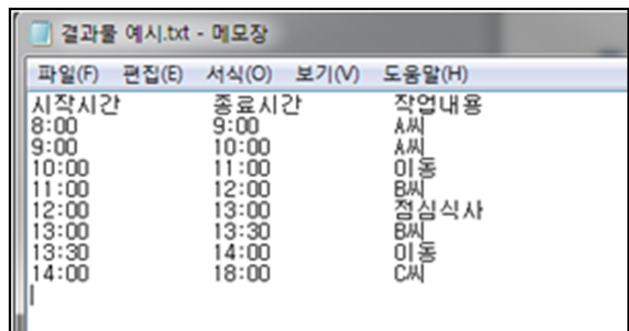 결과물 예시.txt - 메모장
파일(F) 편집(E) 서식(O) 보기(V) 도움말(H)
시작시간 종료시간 작업내용
8:00 9:00 A씨
9:00 10:00 A씨
10:00 11:00 이동
11:00 12:00 B씨
12:00 13:00 점심식사
13:00 13:30 B씨
13:30 14:00 이동
14:00 18:00 C씨